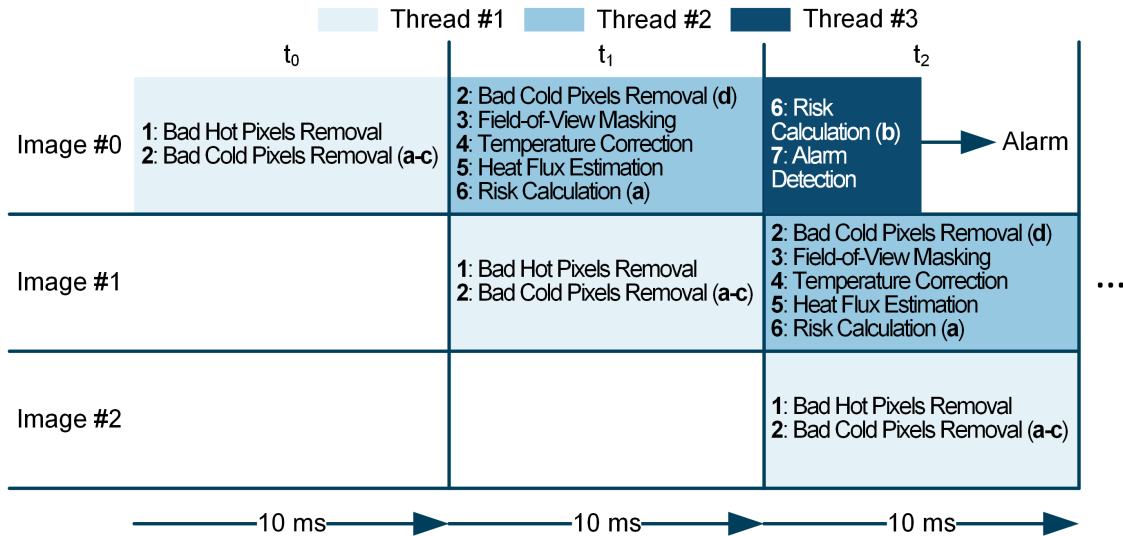 Thread #1 Thread #2 Thread #3
t0 t1 t2
Image #0
1: Bad Hot Pixels Removal
2: Bad Cold Pixels Removal (a-c)
2: Bad Cold Pixels Removal (d)
3: Field-of-View Masking
4: Temperature Correction
5: Heat Flux Estimation
6: Risk Calculation (a)
6: Risk
Calculation (b)
7: Alarm
Detection
Alarm
Image #1
1: Bad Hot Pixels Removal
2: Bad Cold Pixels Removal (a-c)
2: Bad Cold Pixels Removal (d)
3: Field-of-View Masking
4: Temperature Correction
5: Heat Flux Estimation
6: Risk Calculation (a)
...
Image #2
1: Bad Hot Pixels Removal
2: Bad Cold Pixels Removal (a-c)
10 ms 10 ms 10 ms